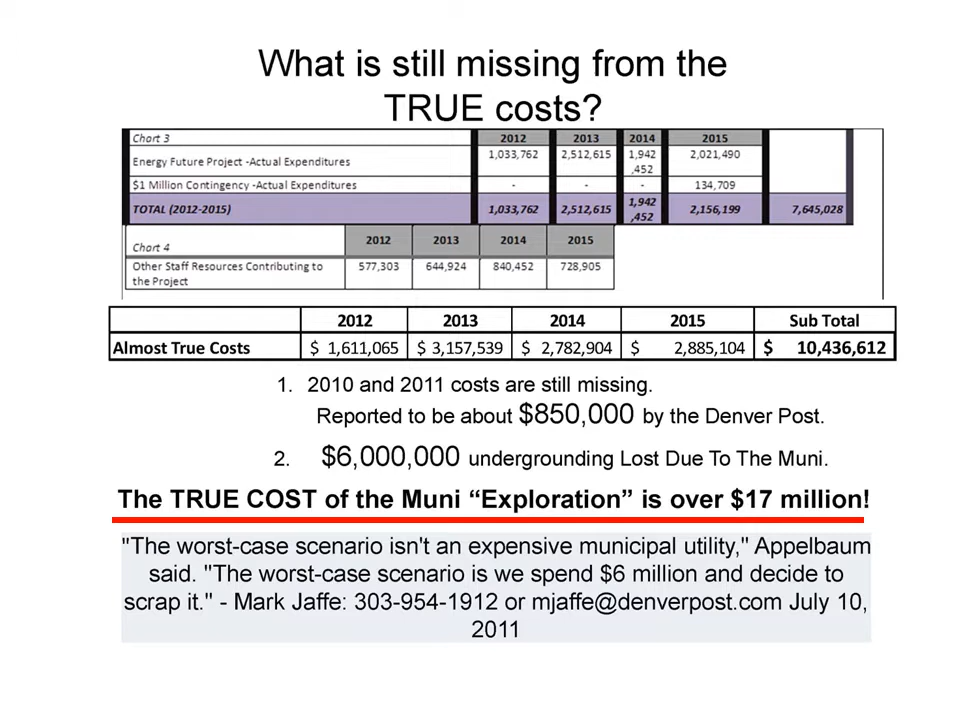 What is still missing from the
TRUE costs?
Chart 3 2012 2013 2014 2015
Energy Future Project -Actual Expenditures 1,033,762 2,512,615 1,942 ,452 2,021,490
$1 Million Contingency -Actual Expenditures - - - 134,709
TOTAL (2012-2015) 1,033,762 2,512,615 1,942 ,452 2,156,199 7,645,028
Chart 4 2012 2013 2014 2015
Other Staff Resources Contributing to 577,303 644,924 840,452 728,905
the Project
2012 2013 2014 2015 Sub Total
Almost True Costs $ 1,611,065 $ 3,157,539 $ 2,782,904 $ 2,885,104 $ 10,436,612
1. 2010 and 2011 costs are still missing.
Reported to be about $850,000 by the Denver Post.
2. $6,000,000 undergrounding Lost Due To The Muni.
The TRUE COST of the Muni “Exploration” is over $17 million!
"The worst-case scenario isn't an expensive municipal utility," Appelbaum
said. "The worst-case scenario is we spend $6 million and decide to
scrap it." - Mark Jaffe: 303-954-1912 or mjaffe@denverpost.com July 10,
2011